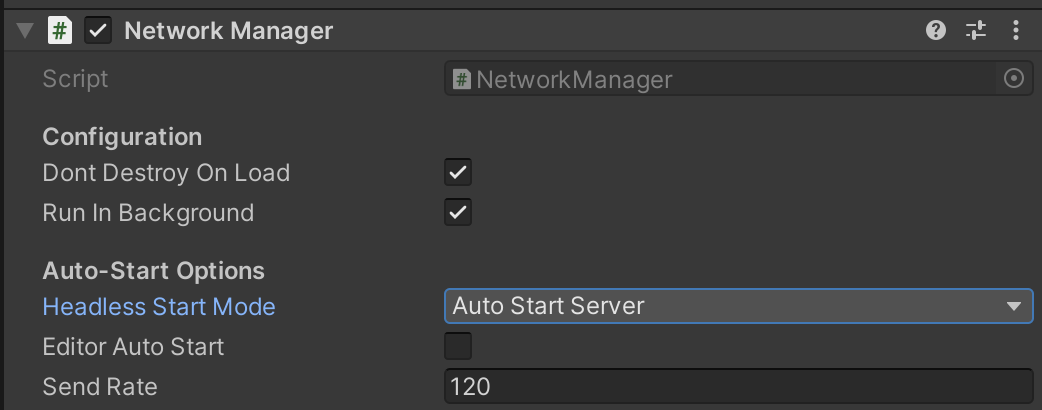 # Network Manager
Script # NetworkManager
Configuration
Dont Destroy On Load
Run In Background
Auto-Start Options
Headless Start Mode Auto Start Server
Editor Auto Start
Send Rate 120